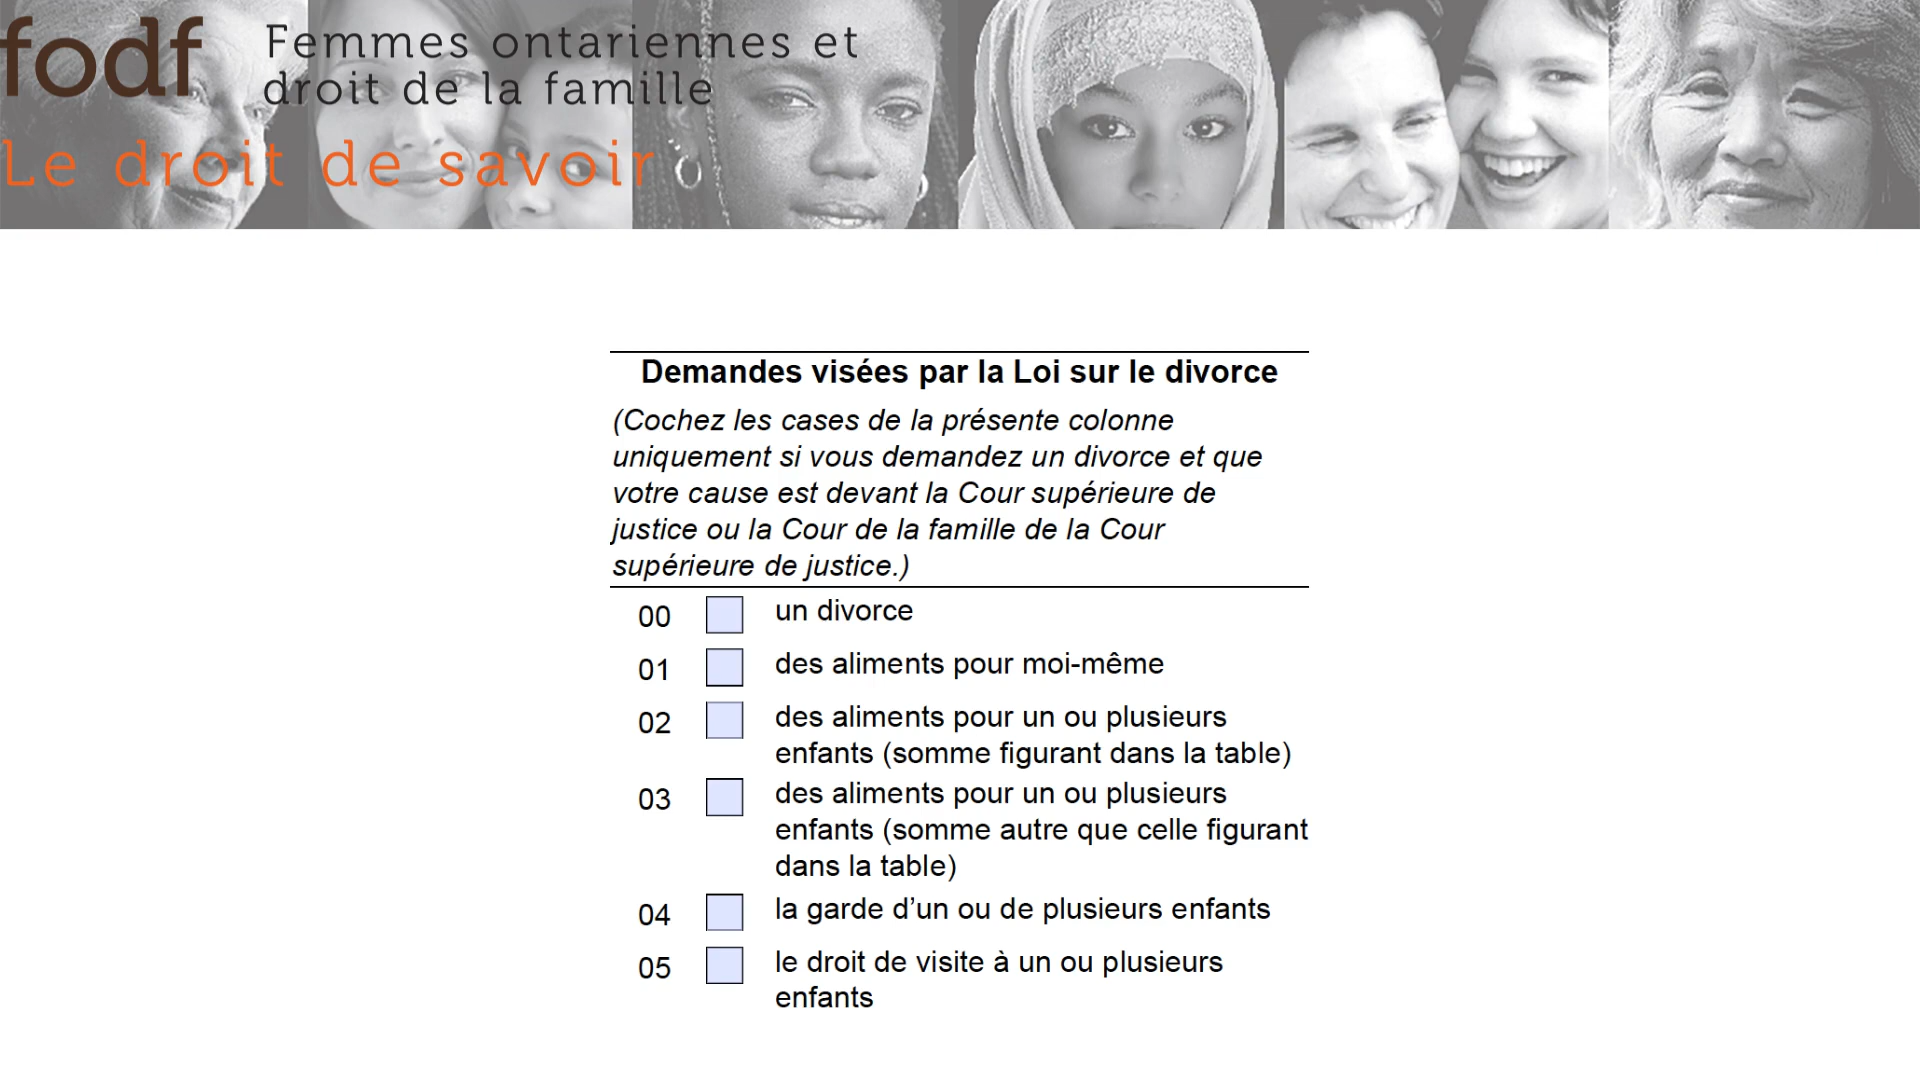 fodf
Femmes ontariennes et
droit de la famille
Le droit de savoir
Demandes visées par la Loi sur le divorce
(Cochez les cases de la présente colonne
uniquement si vous demandez un divorce et que
votre cause est devant la Cour supérieure de
justice ou la Cour de la famille de la Cour
supérieure de justice.)
00 un divorce
01 des aliments pour moi-même
02 des aliments pour un ou plusieurs
enfants (somme figurant dans la table)
03 des aliments pour un ou plusieurs
enfants (somme autre que celle figurant
dans la table)
04 la garde d’un ou de plusieurs enfants
05 le droit de visite à un ou plusieurs
enfants